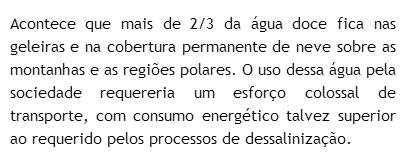 Acontece que mais de 2/3 da água doce fica nas
geleiras e na cobertura permanente de neve sobre as
montanhas e as regiões polares. O uso dessa água pela
sociedade requereria um esforço colossal de
transporte, com consumo energético talvez superior
ao requerido pelos processos de dessalinização.